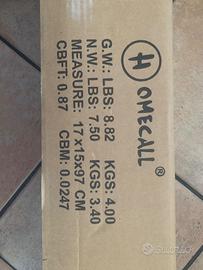 HOMECALL®
G.W.: LBS: 8.82 KGS: 4.00
N.W.: LBS: 7.50 KGS: 3.40
MEASURE: 17x15x97 CM
CBFT: 0.87 CBM: 0.0247
subito